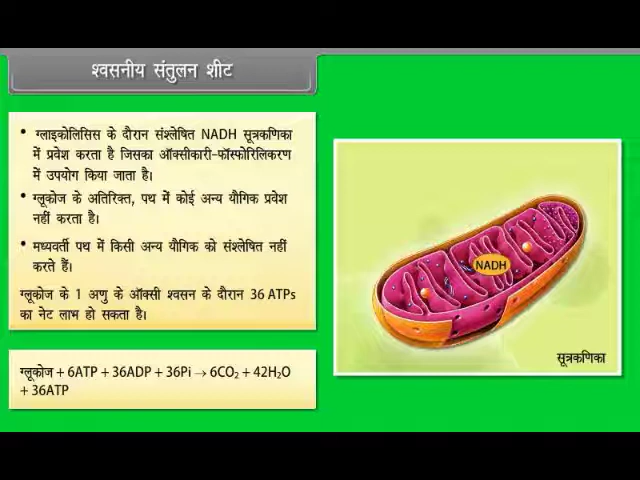 श्वसनीय संतुलन शीट
• ग्लाइकोलिसिस के दौरान संश्लेषित NADH सूत्रकणिका
में प्रवेश करता है जिसका ऑक्सीकारी-फॉस्फोरिलिकरण
में उपयोग किया जाता है।
• ग्लूकोज के अतिरिक्त, पथ में कोई अन्य यौगिक प्रवेश
नहीं करता है।
• मध्यवर्ती पथ में किसी अन्य यौगिक को संश्लेषित नहीं
करते हैं।
ग्लूकोज के 1 अणु के ऑक्सी श्वसन के दौरान 36 ATPs
का नेट लाभ हो सकता है।
ग्लूकोज + 6ATP + 36ADP + 36Pi → 6CO₂ + 42H₂O
+ 36ATP
NADH
सूत्रकणिका